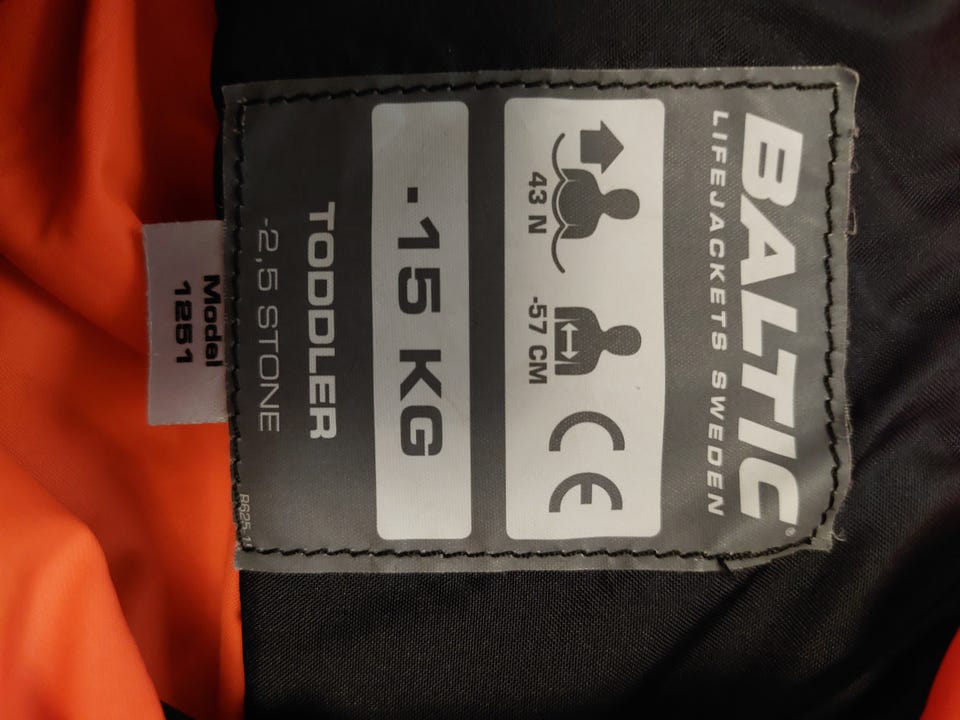 BALTIC®
LIFEJACKETS SWEDEN
43 N
-57 CM
CE
-15 KG
TODDLER
-2,5 STONE
Model
1251